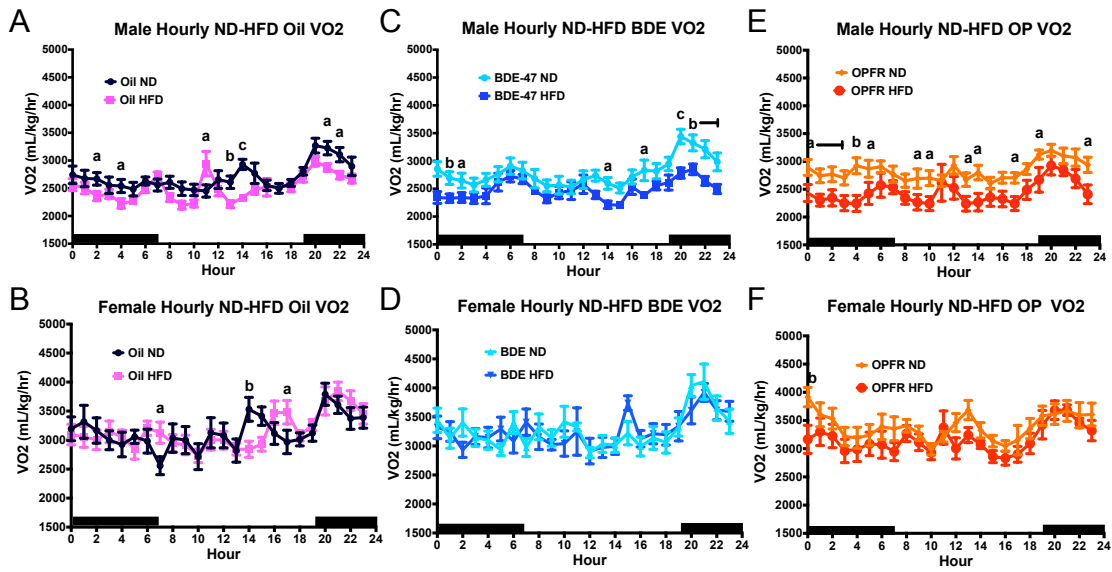 A
Male Hourly ND-HFD Oil VO2
VO2 (mL/kg/hr)
5000
4500
4000
3500
3000
2500
2000
1500
Oil ND
Oil HFD
a a a b c a a
0 2 4 6 8 10 12 14 16 18 20 22 24
Hour
C
Male Hourly ND-HFD BDE VO2
VO2 (mL/kg/hr)
5000
4500
4000
3500
3000
2500
2000
1500
BDE-47 ND
BDE-47 HFD
b a a a c b
0 2 4 6 8 10 12 14 16 18 20 22 24
Hour
E
Male Hourly ND-HFD OP VO2
VO2 (mL/kg/hr)
5000
4500
4000
3500
3000
2500
2000
1500
OPFR ND
OPFR HFD
a b a a a a a a a a
0 2 4 6 8 10 12 14 16 18 20 22 24
Hour
B
Female Hourly ND-HFD Oil VO2
VO2 (mL/kg/hr)
5000
4500
4000
3500
3000
2500
2000
1500
Oil ND
Oil HFD
a b a
0 2 4 6 8 10 12 14 16 18 20 22 24
Hour
D
Female Hourly ND-HFD BDE VO2
VO2 (mL/kg/hr)
5000
4500
4000
3500
3000
2500
2000
1500
BDE ND
BDE HFD
0 2 4 6 8 10 12 14 16 18 20 22 24
Hour
F
Female Hourly ND-HFD OP VO2
VO2 (mL/kg/hr)
5000
4500
4000
3500
3000
2500
2000
1500
OPFR ND
OPFR HFD
b
0 2 4 6 8 10 12 14 16 18 20 22 24
Hour